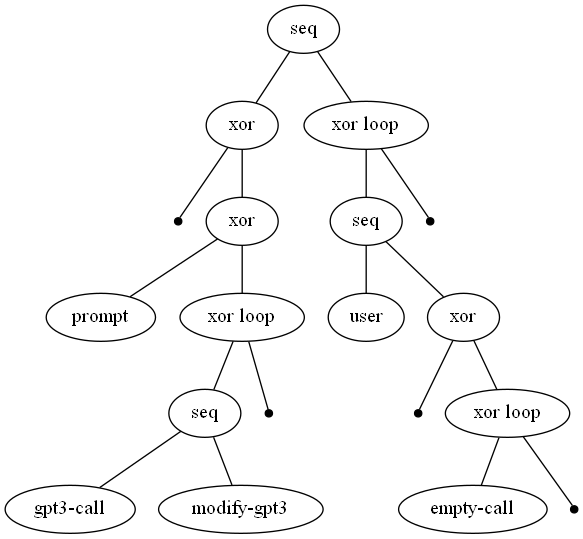 seq
xor
xor loop
xor
seq
prompt
xor loop
user
xor
seq
xor loop
gpt3-call
modify-gpt3
empty-call